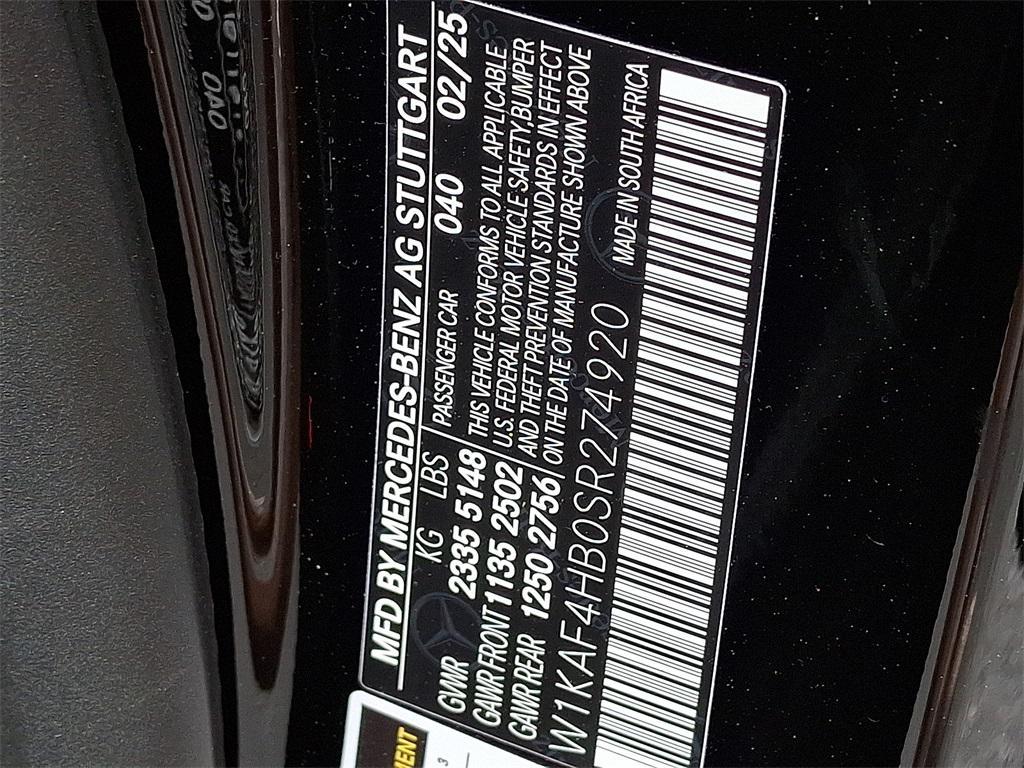 MFD BY MERCEDES-BENZ AG STUTTGART
KG LBS PASSENGER CAR 040 02/25
GVWR 2335 5148
GAWR FRONT 1135 2502
GAWR REAR 1250 2756
THIS VEHICLE CONFORMS TO ALL APPLICABLE
U.S. FEDERAL MOTOR VEHICLE SAFETY, BUMPER
AND THEFT PREVENTION STANDARDS IN EFFECT
ON THE DATE OF MANUFACTURE SHOWN ABOVE
W1KAF4HB0SR274920 MADE IN SOUTH AFRICA